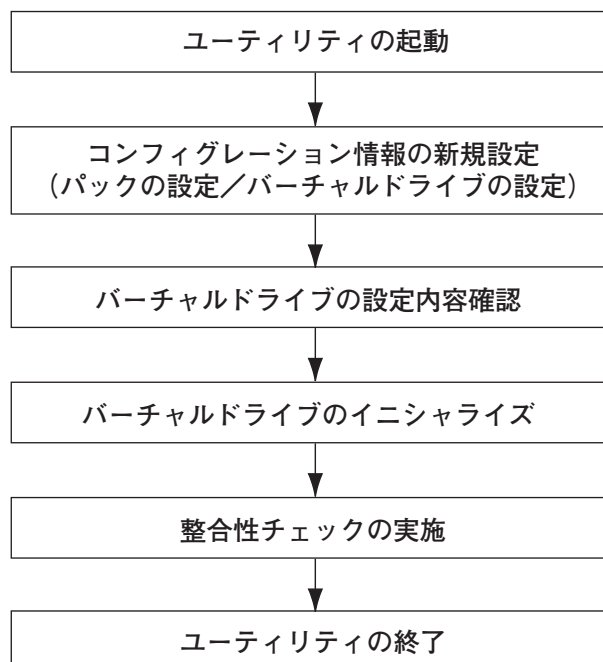 ユーティリティの起動
コンフィグレーション情報の新規設定
（パックの設定／バーチャルドライブの設定）
バーチャルドライブの設定内容確認
バーチャルドライブのイニシャライズ
整合性チェックの実施
ユーティリティの終了